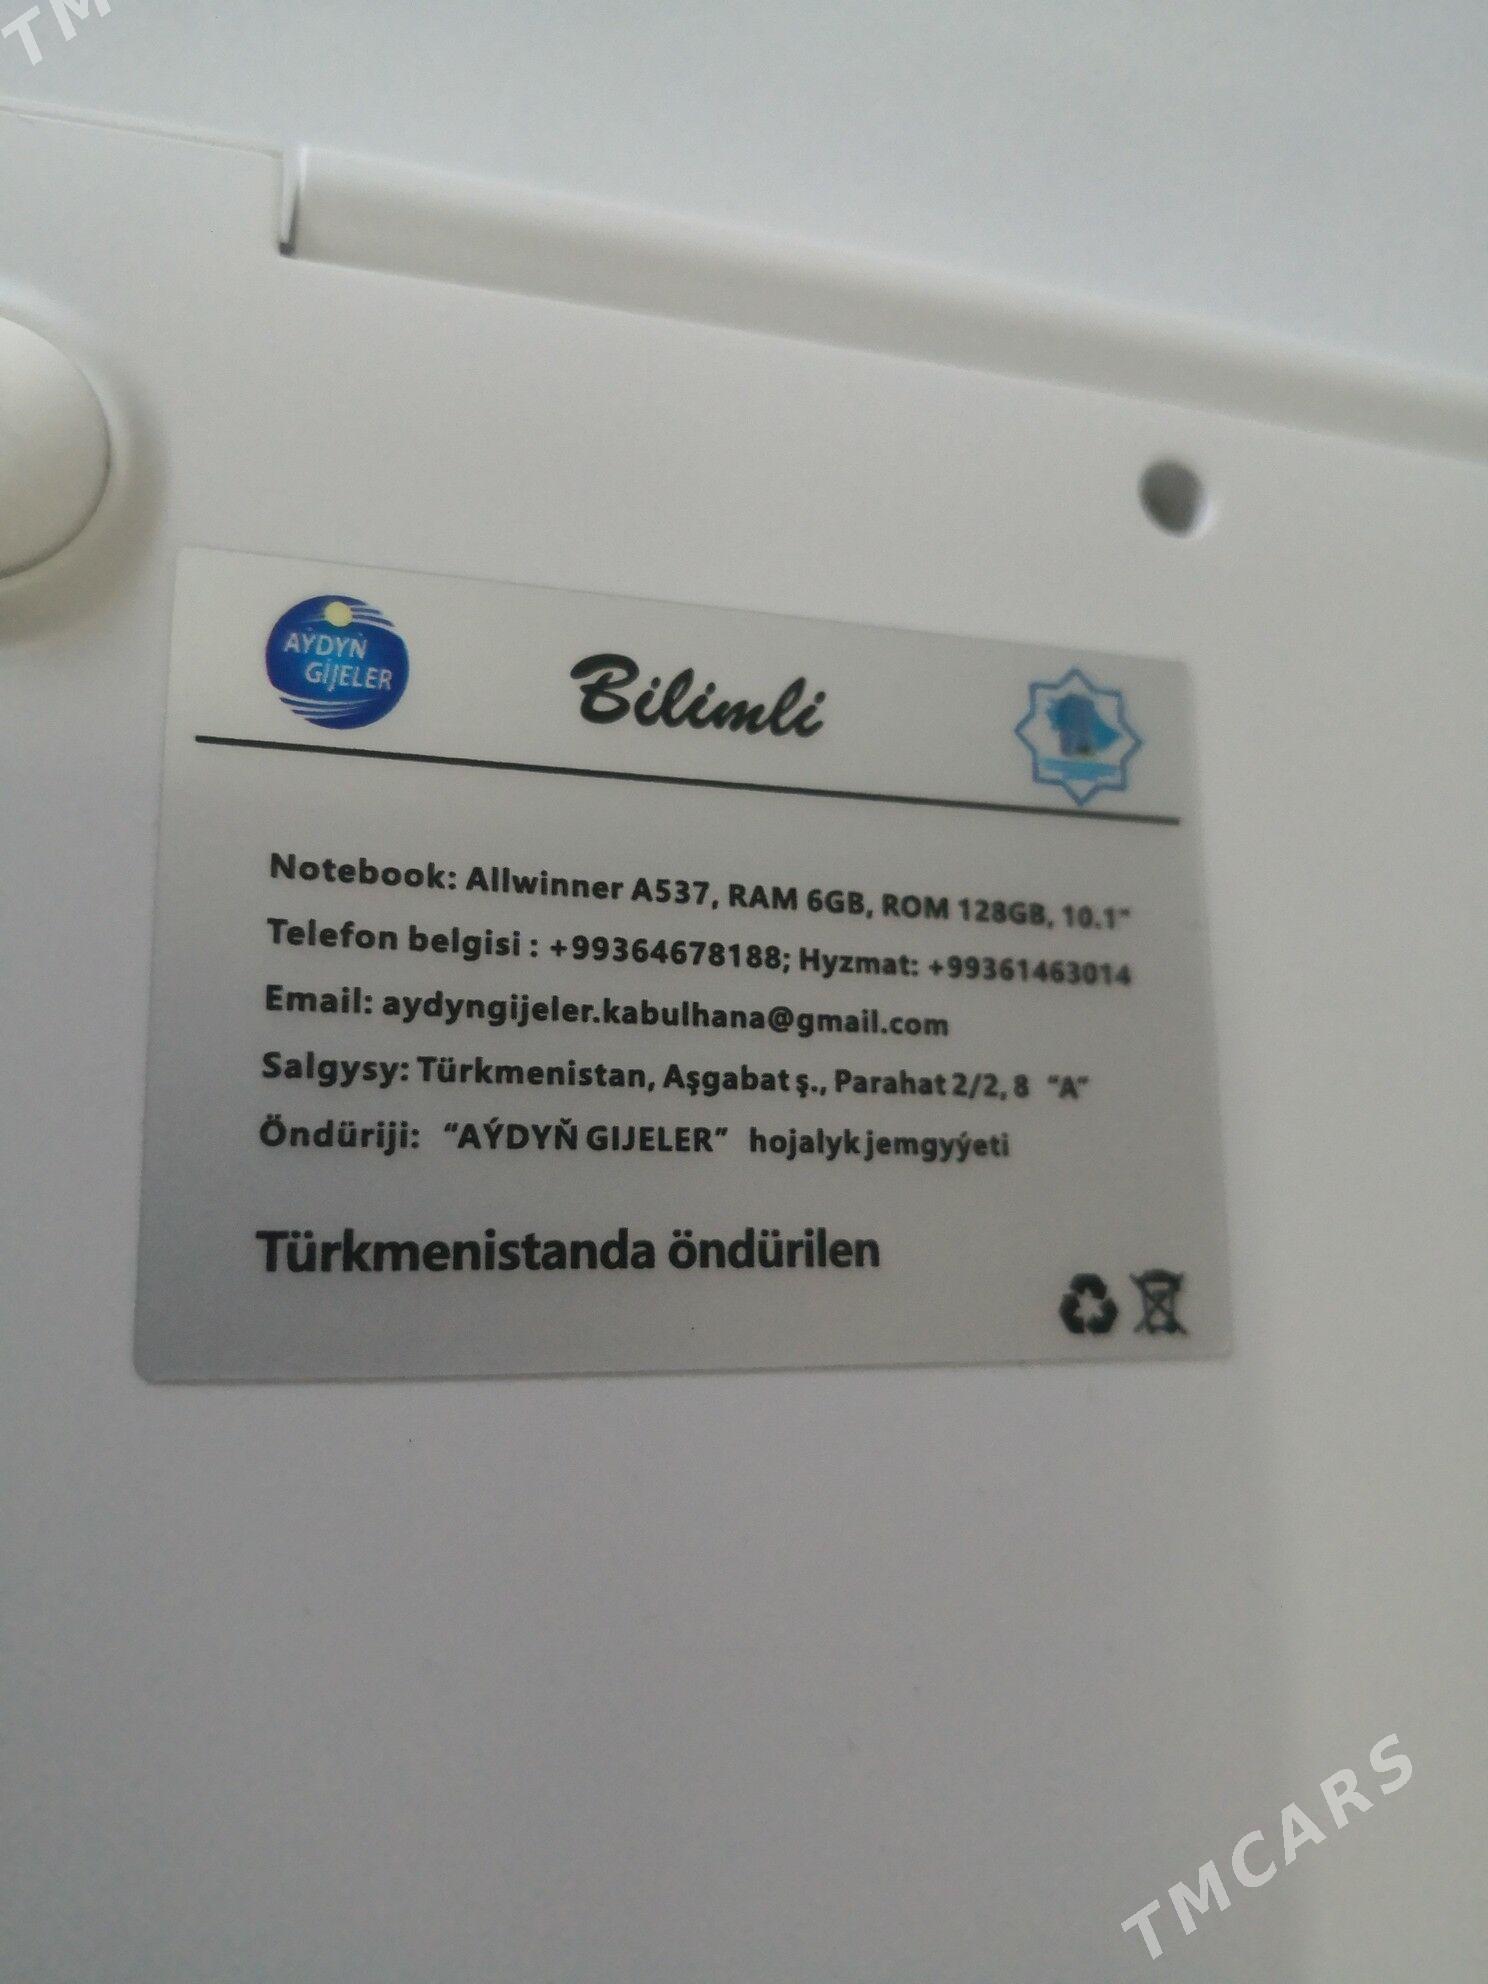 TM
AÝDYŇ
GIJELER
Bilimli
Notebook: Allwinner A537, RAM 6GB, ROM 128GB, 10.1"
Telefon belgisi : +99364678188; Hyzmat: +99361463014
Email: aydyngijeler.kabulhana@gmail.com
Salgysy: Türkmenistan, Aşgabat ş., Parahat 2/2, 8 "A"
Öndüriji: "AÝDYŇ GIJELER" hojalyk jemgyýeti
Türkmenistanda öndürilen
TMCARS